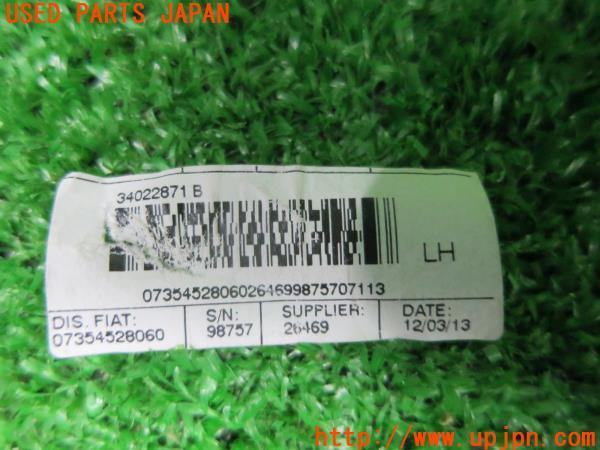 USED PARTS JAPAN
34022871 B
LH
07354528060264699875707113
DIS. FIAT:
07354528060
S/N:
98757
SUPPLIER:
26469
DATE:
12/03/13
http://www.upjpn.com/